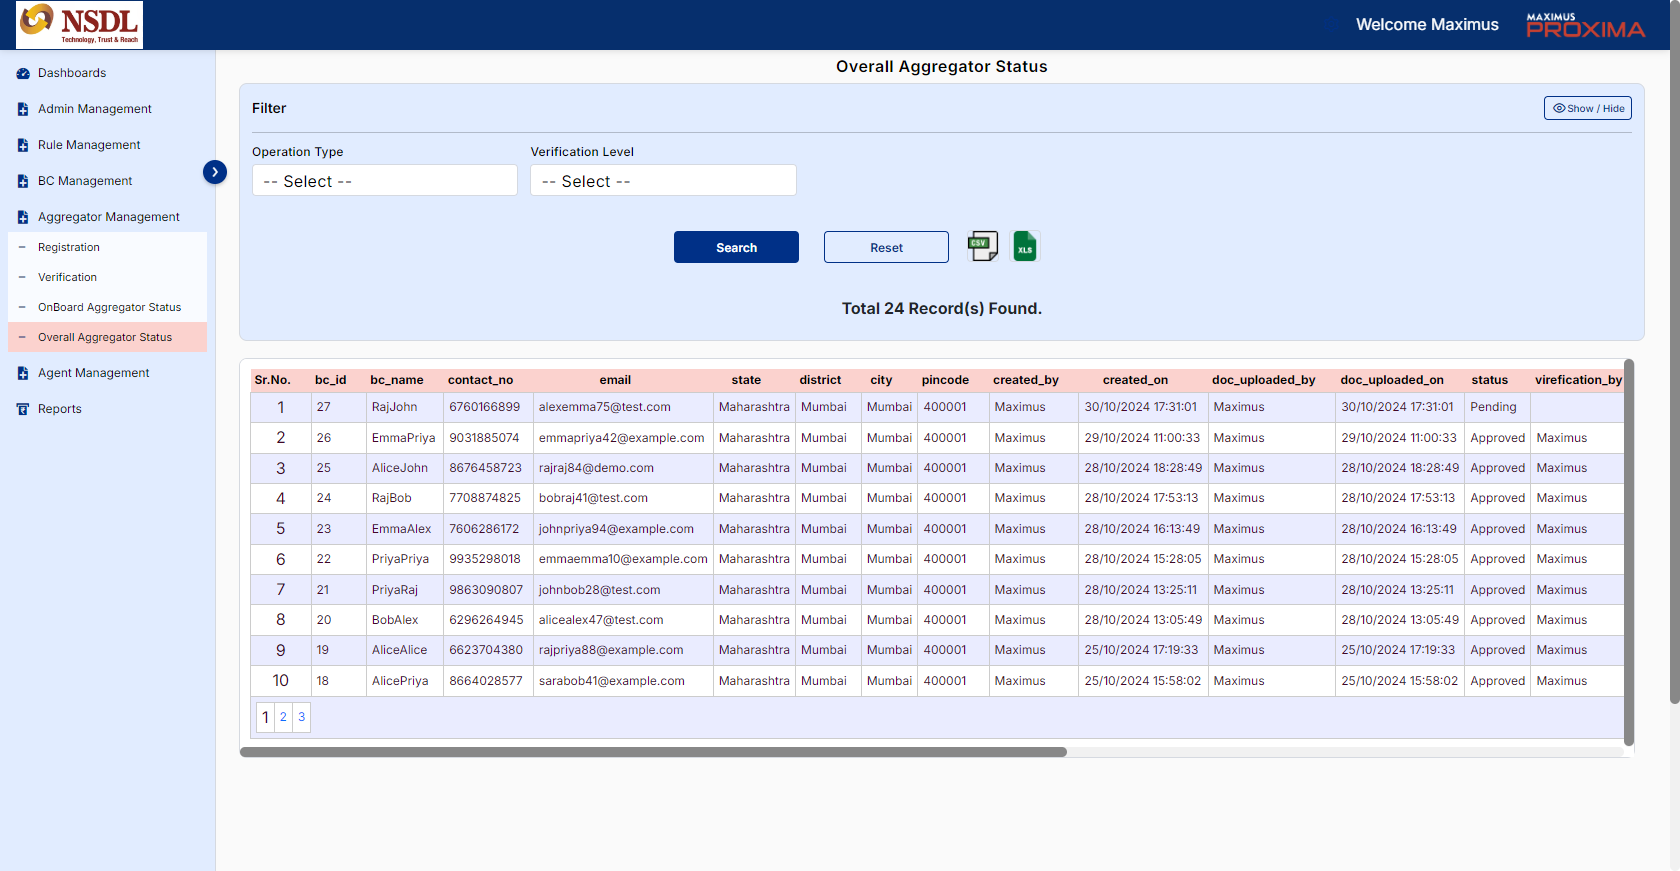 NSDL
Technology, Trust & Reach
Welcome Maximus
MAXIMUS
PROXIMA
Dashboards
Admin Management
Rule Management
BC Management
Aggregator Management
Registration
Verification
OnBoard Aggregator Status
Overall Aggregator Status
Agent Management
Reports
Overall Aggregator Status
Filter
Show / Hide
Operation Type Verification Level
-- Select -- -- Select --
Search Reset CSV XLS
Total 24 Record(s) Found.
Sr.No. bc_id bc_name contact_no email state district city pincode created_by created_on doc_uploaded_by doc_uploaded_on status virefication_by
1 27 RajJohn 6760166899 alexemma75@test.com Maharashtra Mumbai Mumbai 400001 Maximus 30/10/2024 17:31:01 Maximus 30/10/2024 17:31:01 Pending
2 26 EmmaPriya 9031885074 emmapriya42@example.com Maharashtra Mumbai Mumbai 400001 Maximus 29/10/2024 11:00:33 Maximus 29/10/2024 11:00:33 Approved Maximus
3 25 AliceJohn 8676458723 rajraj84@demo.com Maharashtra Mumbai Mumbai 400001 Maximus 28/10/2024 18:28:49 Maximus 28/10/2024 18:28:49 Approved Maximus
4 24 RajBob 7708874825 bobraj41@test.com Maharashtra Mumbai Mumbai 400001 Maximus 28/10/2024 17:53:13 Maximus 28/10/2024 17:53:13 Approved Maximus
5 23 EmmaAlex 7606286172 johnpriya94@example.com Maharashtra Mumbai Mumbai 400001 Maximus 28/10/2024 16:13:49 Maximus 28/10/2024 16:13:49 Approved Maximus
6 22 PriyaPriya 9935298018 emmaemma10@example.com Maharashtra Mumbai Mumbai 400001 Maximus 28/10/2024 15:28:05 Maximus 28/10/2024 15:28:05 Approved Maximus
7 21 PriyaRaj 9863090807 johnbob28@test.com Maharashtra Mumbai Mumbai 400001 Maximus 28/10/2024 13:25:11 Maximus 28/10/2024 13:25:11 Approved Maximus
8 20 BobAlex 6296264945 alicealex47@test.com Maharashtra Mumbai Mumbai 400001 Maximus 28/10/2024 13:05:49 Maximus 28/10/2024 13:05:49 Approved Maximus
9 19 AliceAlice 6623704380 rajpriya88@example.com Maharashtra Mumbai Mumbai 400001 Maximus 25/10/2024 17:19:33 Maximus 25/10/2024 17:19:33 Approved Maximus
10 18 AlicePriya 8664028577 sarabob41@example.com Maharashtra Mumbai Mumbai 400001 Maximus 25/10/2024 15:58:02 Maximus 25/10/2024 15:58:02 Approved Maximus
1 2 3